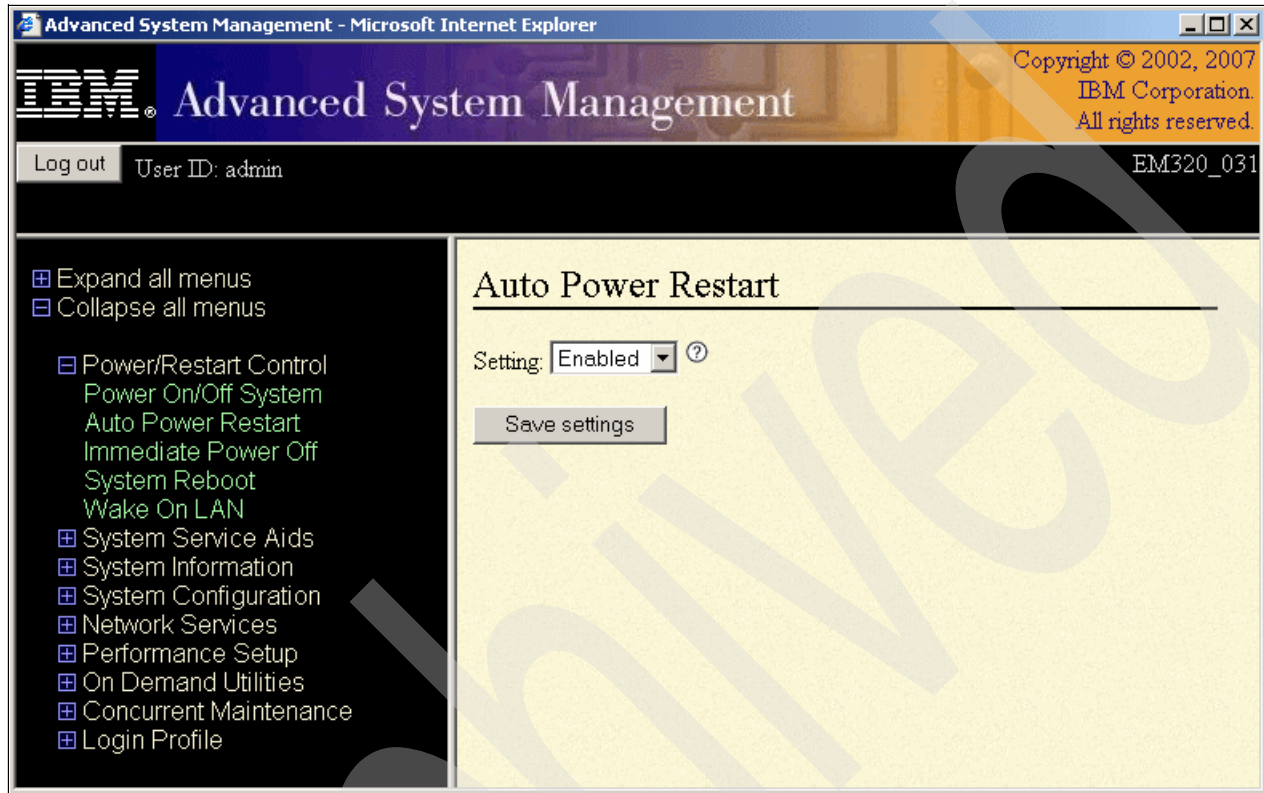 Advanced System Management - Microsoft Internet Explorer
IBM® Advanced System Management
Copyright © 2002, 2007
IBM Corporation.
All rights reserved.
Log out User ID: admin
EM320_031
Expand all menus
Collapse all menus
Power/Restart Control
Power On/Off System
Auto Power Restart
Immediate Power Off
System Reboot
Wake On LAN
System Service Aids
System Information
System Configuration
Network Services
Performance Setup
On Demand Utilities
Concurrent Maintenance
Login Profile
Auto Power Restart
Setting: Enabled ?
Save settings
hived